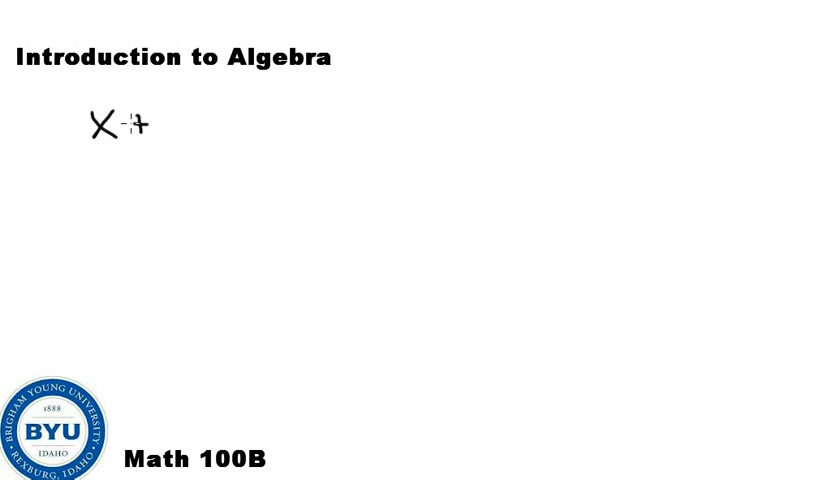 Introduction to Algebra
X +
BRIGHAM YOUNG UNIVERSITY
1888
BYU
IDAHO
• REXBURG, IDAHO •
Math 100B